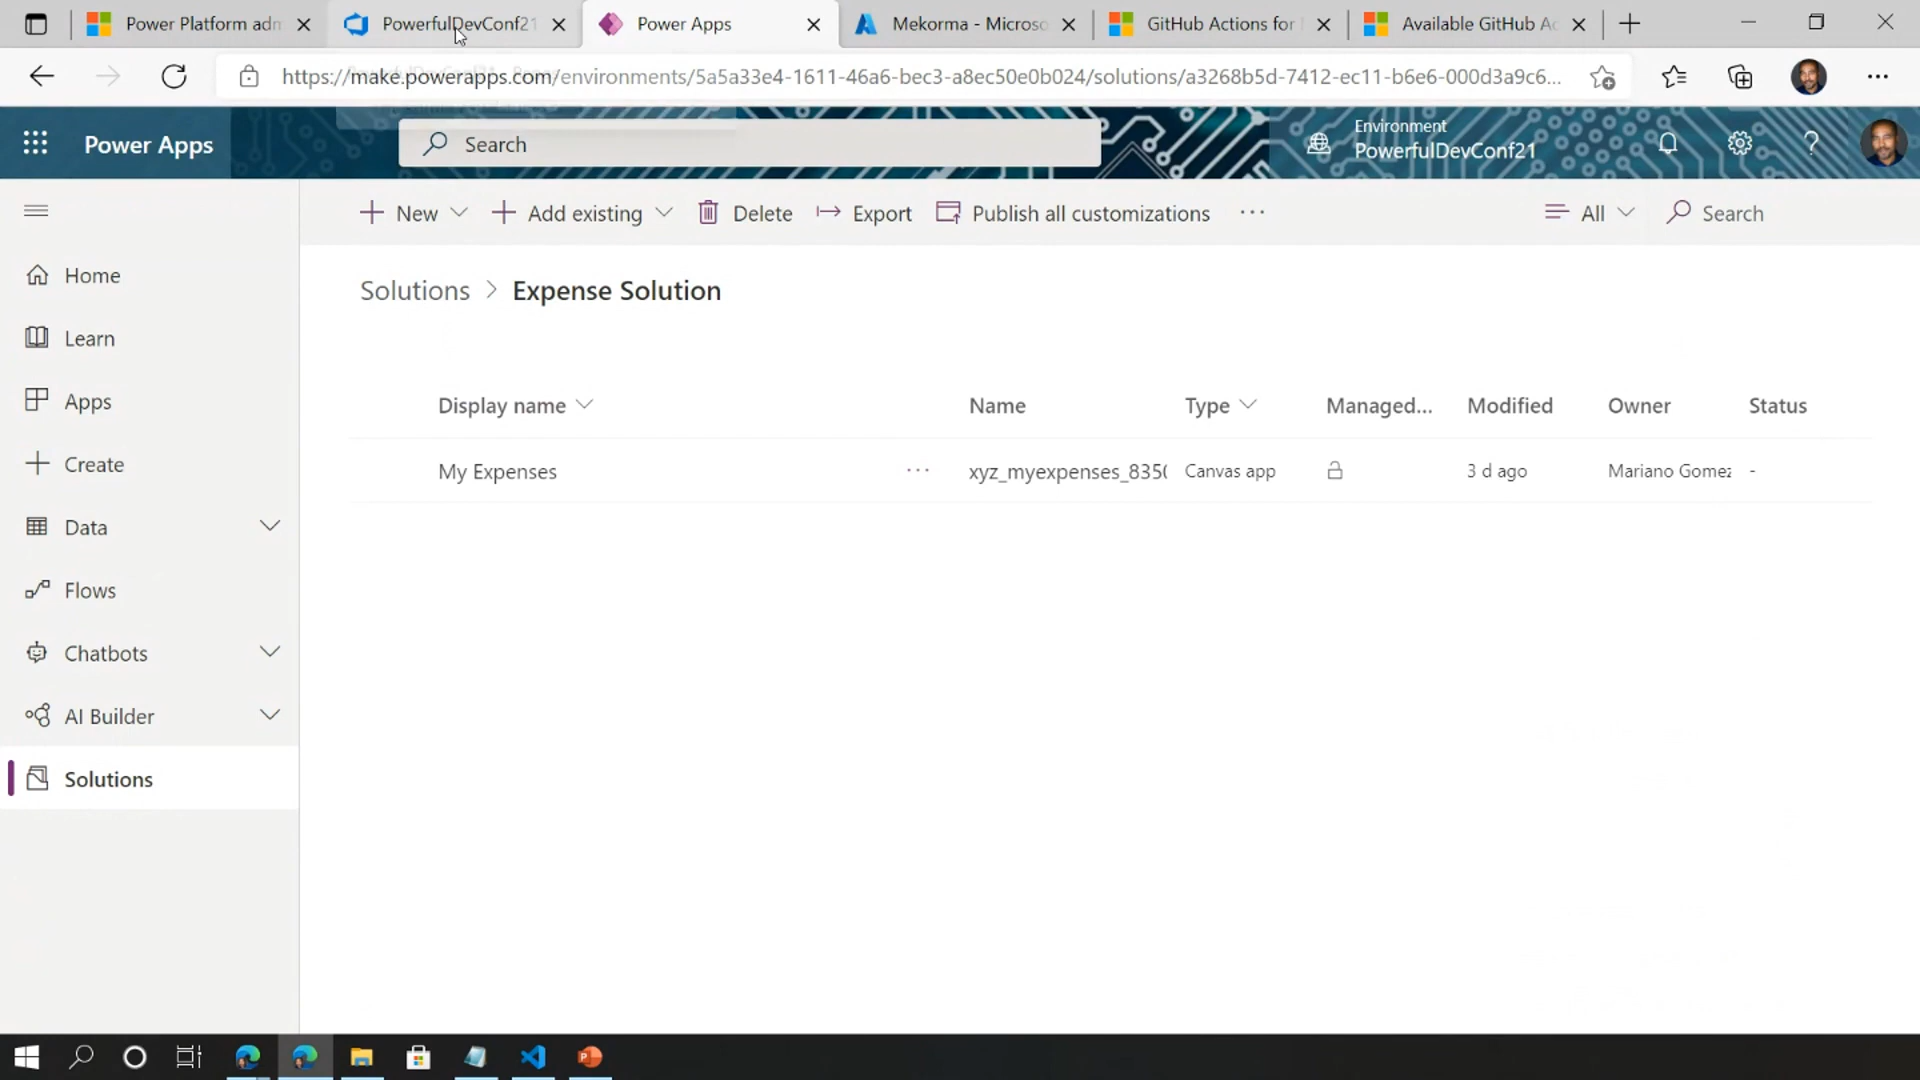 Power Platform adm
PowerfulDevConf21
Power Apps
Mekorma - Microso
GitHub Actions for
Available GitHub Ac
https://make.powerapps.com/environments/5a5a33e4-1611-46a6-bec3-a8ec50e0b024/solutions/a3268b5d-7412-ec11-b6e6-000d3a9c6...
Power Apps
Search
Environment
PowerfulDevConf21
New
Add existing
Delete
Export
Publish all customizations
All
Search
Home
Learn
Apps
Create
Data
Flows
Chatbots
AI Builder
Solutions
Solutions > Expense Solution
Display name
Name
Type
Managed...
Modified
Owner
Status
My Expenses
...
xyz_myexpenses_8350
Canvas app
3 d ago
Mariano Gomez
-